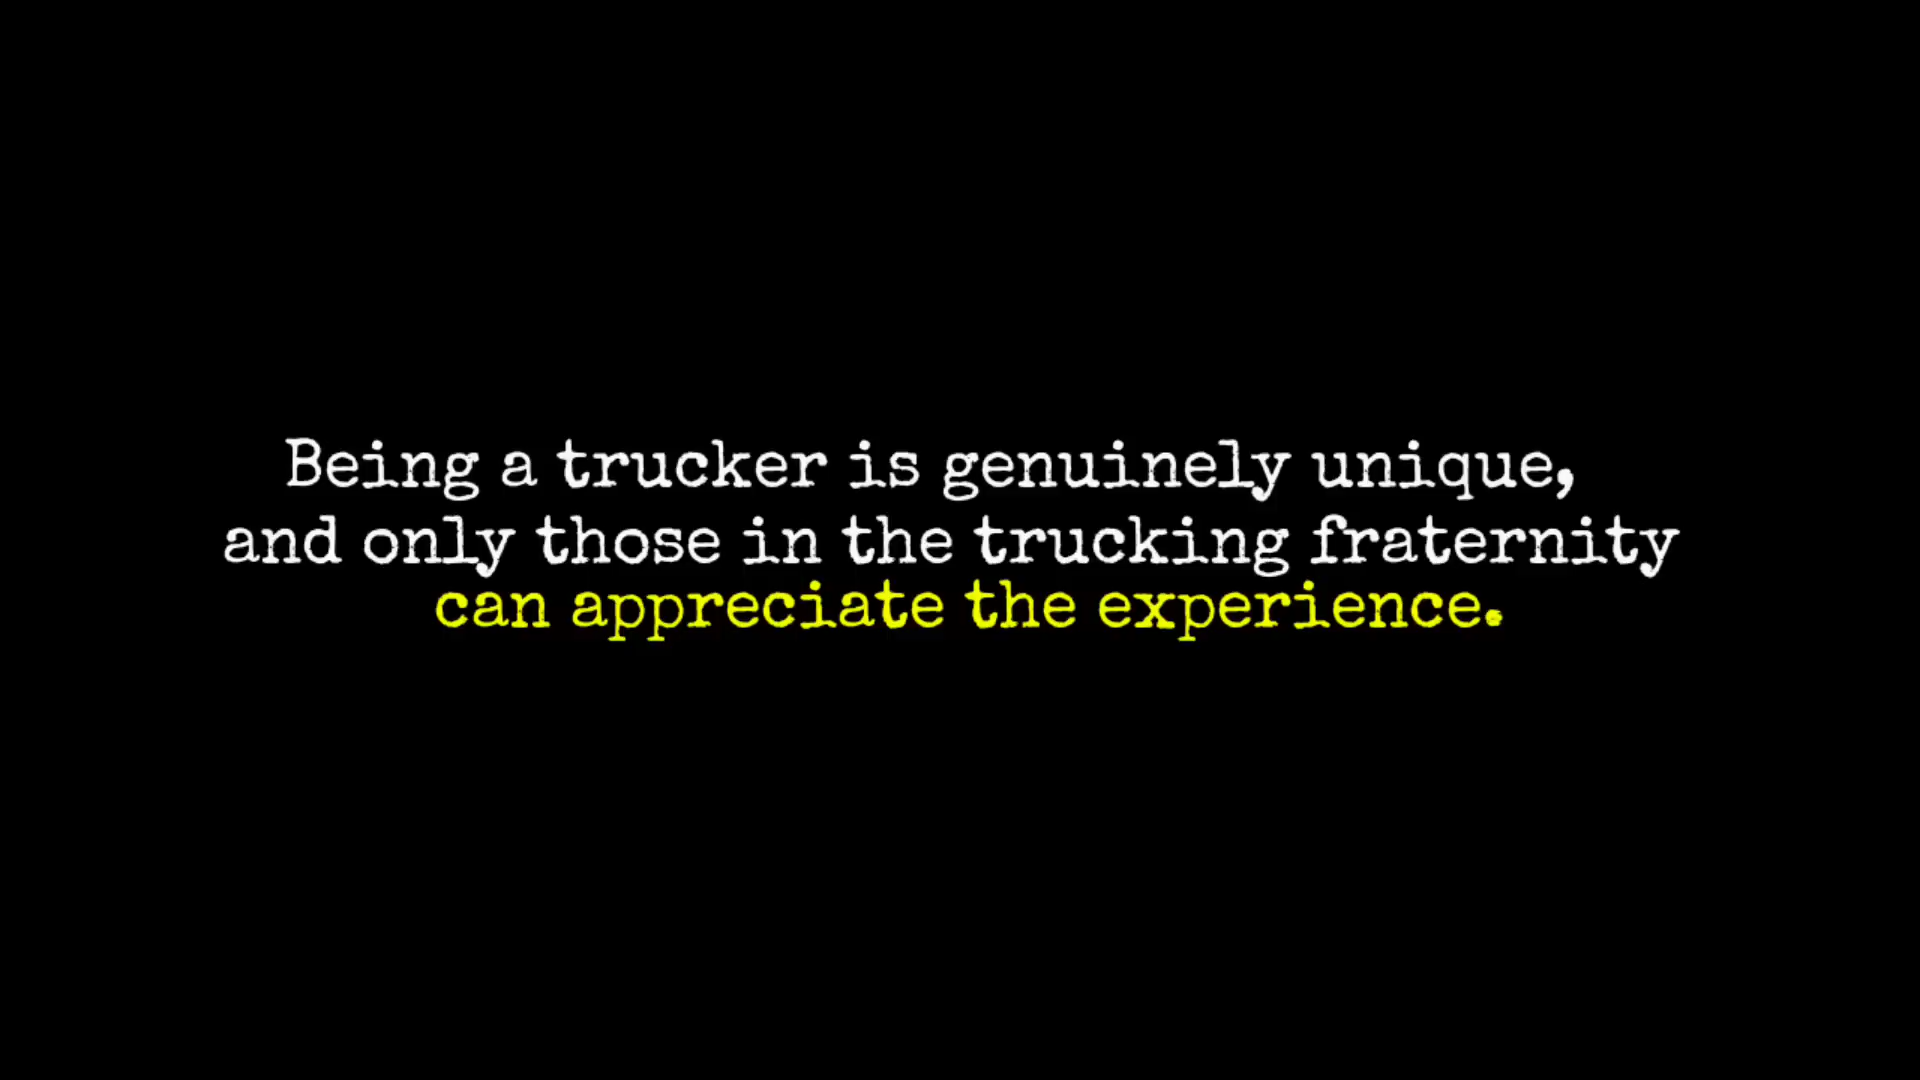 Being a trucker is genuinely unique,
and only those in the trucking fraternity
can appreciate the experience.